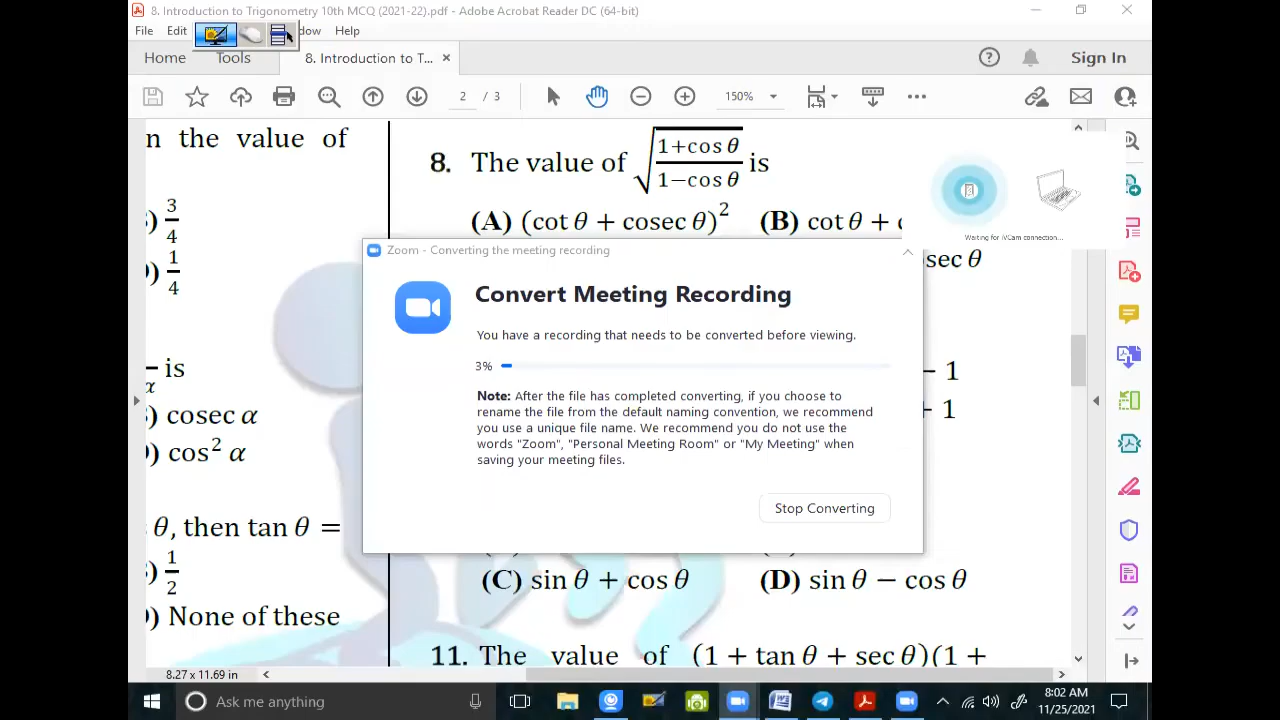 8. Introduction to Trigonometry 10th MCQ (2021-22).pdf - Adobe Acrobat Reader DC (64-bit)
File Edit Help
Home Tools 8. Introduction to T... × Sign In
2 / 3 150%
n the value of
3/4
1/4
is
α
) cosec α
) cos² α
θ, then tan θ =
) 1/2
) None of these
8. The value of √((1+cos θ)/(1−cos θ)) is
(A) (cot θ + cosec θ)² (B) cot θ +
sec θ
Waiting for iVCam connection...
Zoom - Converting the meeting recording
Convert Meeting Recording
You have a recording that needs to be converted before viewing.
3%
Note: After the file has completed converting, if you choose to
rename the file from the default naming convention, we recommend
you use a unique file name. We recommend you do not use the
words "Zoom", "Personal Meeting Room" or "My Meeting" when
saving your meeting files.
Stop Converting
− 1
+ 1
(C) sin θ + cos θ (D) sin θ − cos θ
11. The value of (1 + tan θ + sec θ)(1 +
8.27 x 11.69 in
Ask me anything
8:02 AM
11/25/2021